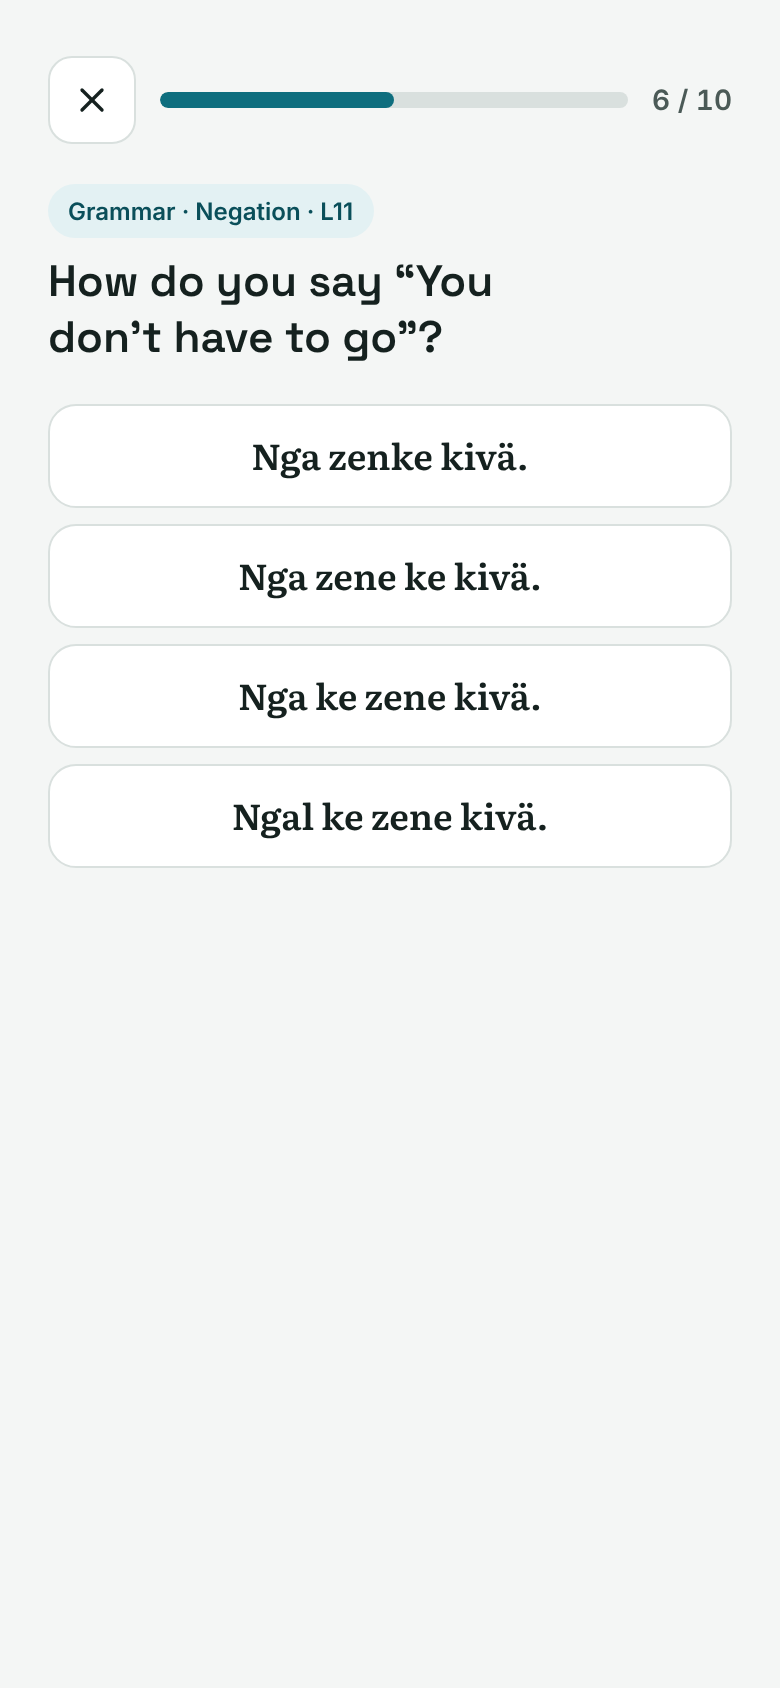 6 / 10
Grammar · Negation · L11
How do you say “You
don’t have to go”?
Nga zenke kivä.
Nga zene ke kivä.
Nga ke zene kivä.
Ngal ke zene kivä.